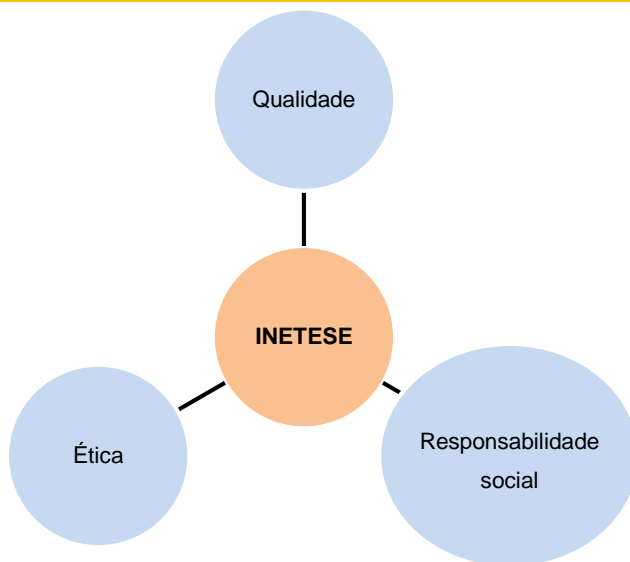 Qualidade
INETESE
Ética
Responsabilidade
social